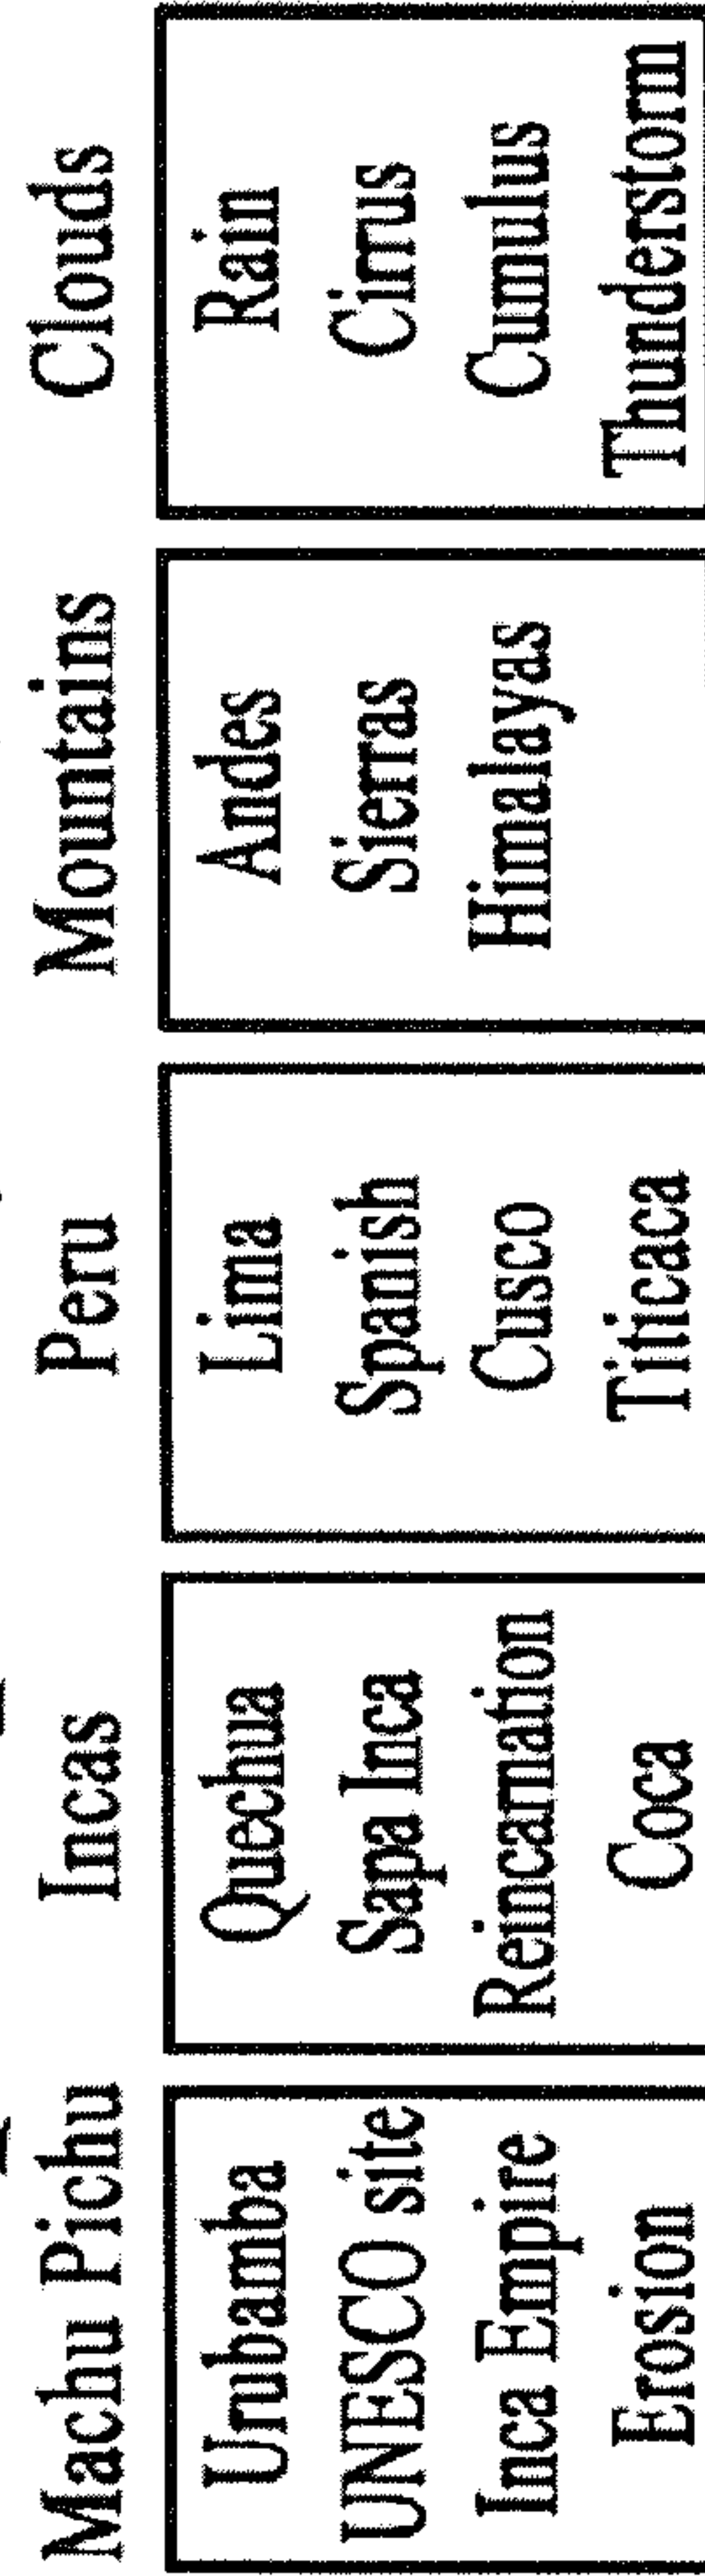 Machu Pichu
Urubamba
UNESCO site
Inca Empire
Erosion
Incas
Quechua
Sapa Inca
Reincarnation
Coca
Peru
Lima
Spanish
Cusco
Titicaca
Mountains
Andes
Sierras
Himalayas
Clouds
Rain
Cirrus
Cumulus
Thunderstorm